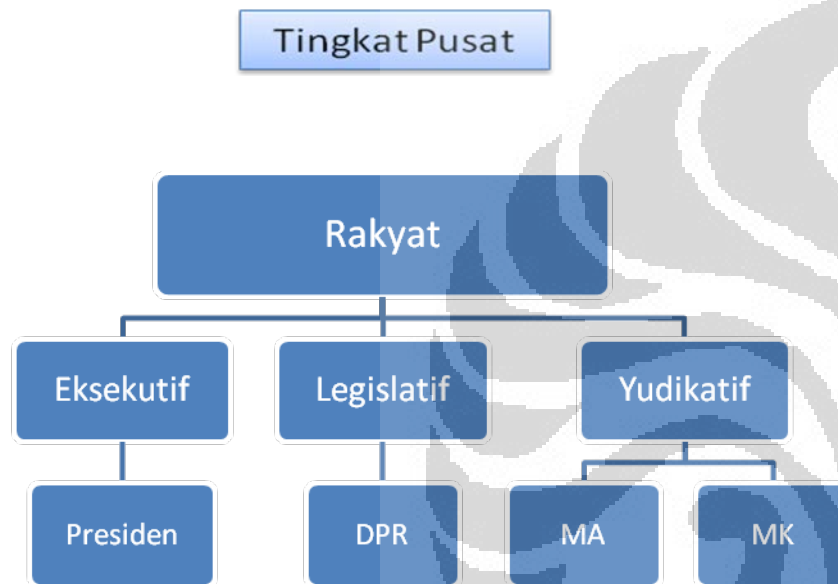 Tingkat Pusat
Rakyat
Eksekutif
Legislatif
Yudikatif
Presiden
DPR
MA
MK